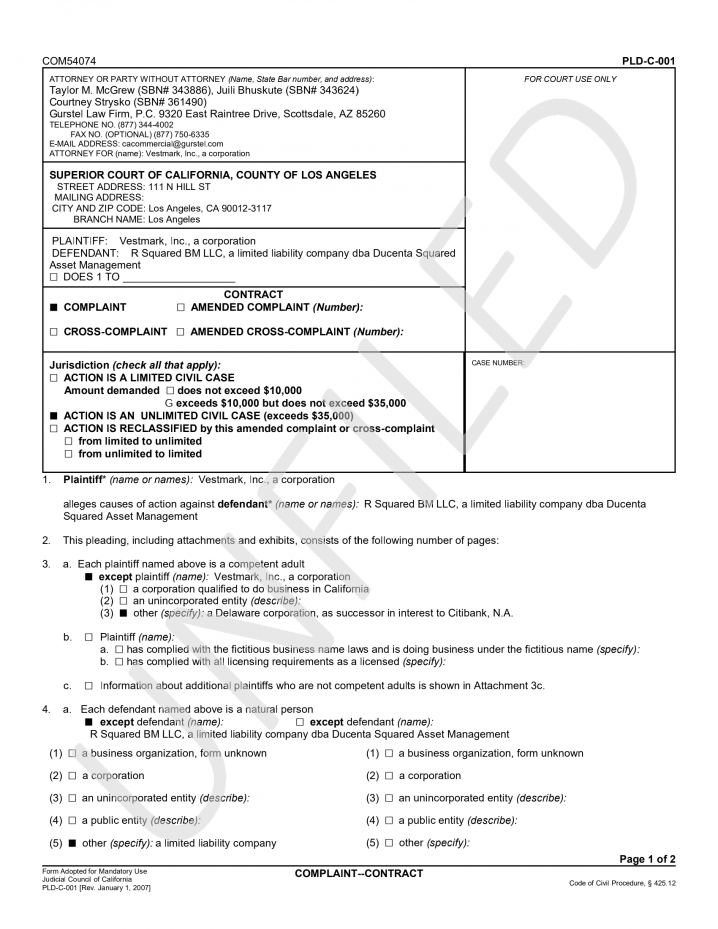 COM54074 PLD-C-001
ATTORNEY OR PARTY WITHOUT ATTORNEY (Name, State Bar number, and address):
Taylor M. McGrew (SBN# 343886), Juili Bhuskute (SBN# 343624)
Courtney Strysko (SBN# 361490)
Gurstel Law Firm, P.C. 9320 East Raintree Drive, Scottsdale, AZ 85260
TELEPHONE NO. (877) 344-4002
FAX NO. (OPTIONAL) (877) 750-6335
E-MAIL ADDRESS: cacommercial@gurstel.com
ATTORNEY FOR (name): Vestmark, Inc., a corporation
FOR COURT USE ONLY
SUPERIOR COURT OF CALIFORNIA, COUNTY OF LOS ANGELES
STREET ADDRESS: 111 N HILL ST
MAILING ADDRESS:
CITY AND ZIP CODE: Los Angeles, CA 90012-3117
BRANCH NAME: Los Angeles
PLAINTIFF: Vestmark, Inc., a corporation
DEFENDANT: R Squared BM LLC, a limited liability company dba Ducenta Squared
Asset Management
☐ DOES 1 TO ____________________
CONTRACT
■ COMPLAINT ☐ AMENDED COMPLAINT (Number):
☐ CROSS-COMPLAINT ☐ AMENDED CROSS-COMPLAINT (Number):
Jurisdiction (check all that apply):
☐ ACTION IS A LIMITED CIVIL CASE
Amount demanded ☐ does not exceed $10,000
G exceeds $10,000 but does not exceed $35,000
■ ACTION IS AN UNLIMITED CIVIL CASE (exceeds $35,000)
☐ ACTION IS RECLASSIFIED by this amended complaint or cross-complaint
☐ from limited to unlimited
☐ from unlimited to limited
CASE NUMBER:
1. Plaintiff* (name or names): Vestmark, Inc., a corporation
alleges causes of action against defendant* (name or names): R Squared BM LLC, a limited liability company dba Ducenta
Squared Asset Management
2. This pleading, including attachments and exhibits, consists of the following number of pages:
3. a. Each plaintiff named above is a competent adult
■ except plaintiff (name): Vestmark, Inc., a corporation
(1) ☐ a corporation qualified to do business in California
(2) ☐ an unincorporated entity (describe):
(3) ■ other (specify): a Delaware corporation, as successor in interest to Citibank, N.A.
b. ☐ Plaintiff (name):
a. ☐ has complied with the fictitious business name laws and is doing business under the fictitious name (specify):
b. ☐ has complied with all licensing requirements as a licensed (specify):
c. ☐ Information about additional plaintiffs who are not competent adults is shown in Attachment 3c.
4. a. Each defendant named above is a natural person
■ except defendant (name): ☐ except defendant (name):
R Squared BM LLC, a limited liability company dba Ducenta Squared Asset Management
(1) ☐ a business organization, form unknown (1) ☐ a business organization, form unknown
(2) ☐ a corporation (2) ☐ a corporation
(3) ☐ an unincorporated entity (describe): (3) ☐ an unincorporated entity (describe):
(4) ☐ a public entity (describe): (4) ☐ a public entity (describe):
(5) ■ other (specify): a limited liability company (5) ☐ other (specify):
Page 1 of 2
Form Adopted for Mandatory Use
Judicial Council of California
PLD-C-001 [Rev. January 1, 2007]
COMPLAINT--CONTRACT
Code of Civil Procedure, § 425.12
UNFILED